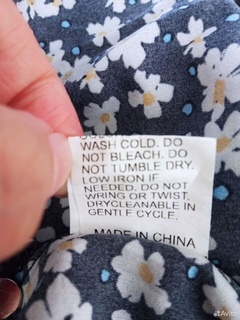 WASH COLD. DO
NOT BLEACH. DO
NOT TUMBLE DRY.
LOW IRON IF
NEEDED. DO NOT
WRING OR TWIST.
DRYCLEANABLE IN
GENTLE CYCLE.
MADE IN CHINA
Avito